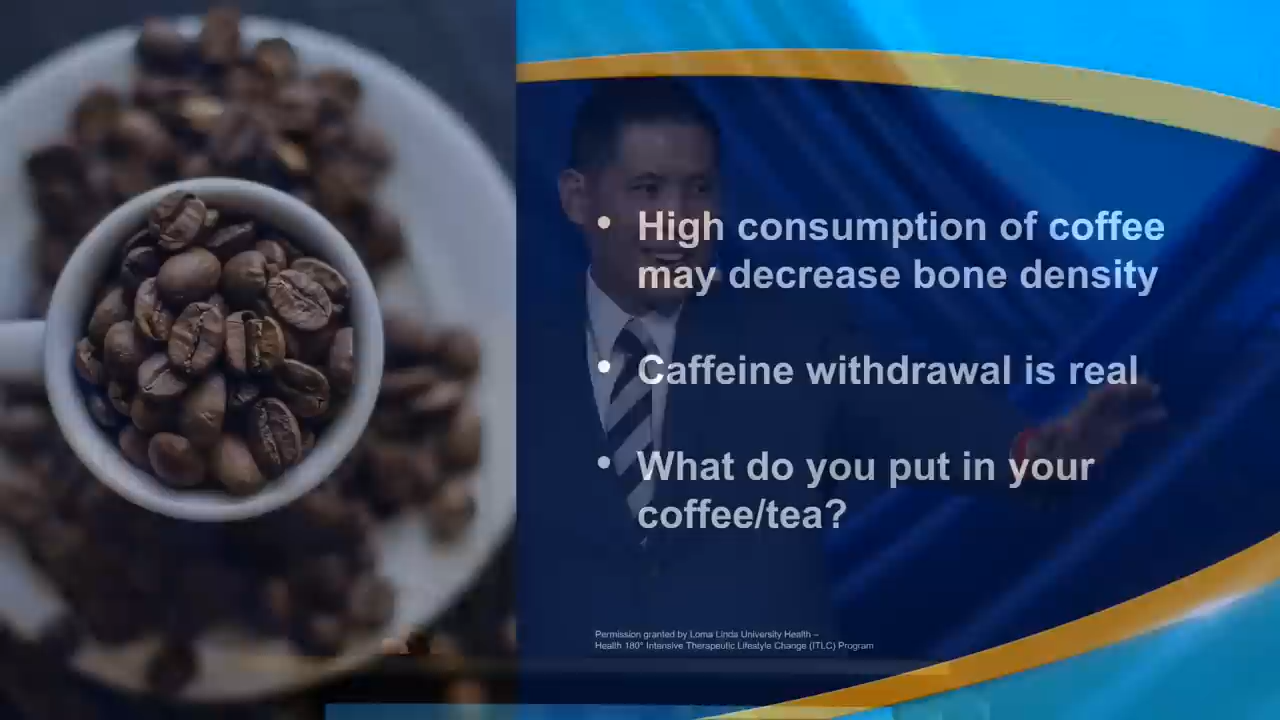 • High consumption of coffee
may decrease bone density
• Caffeine withdrawal is real
• What do you put in your
coffee/tea?
Permission granted by Loma Linda University Health –
Health 180° Intensive Therapeutic Lifestyle Change (ITLC) Program